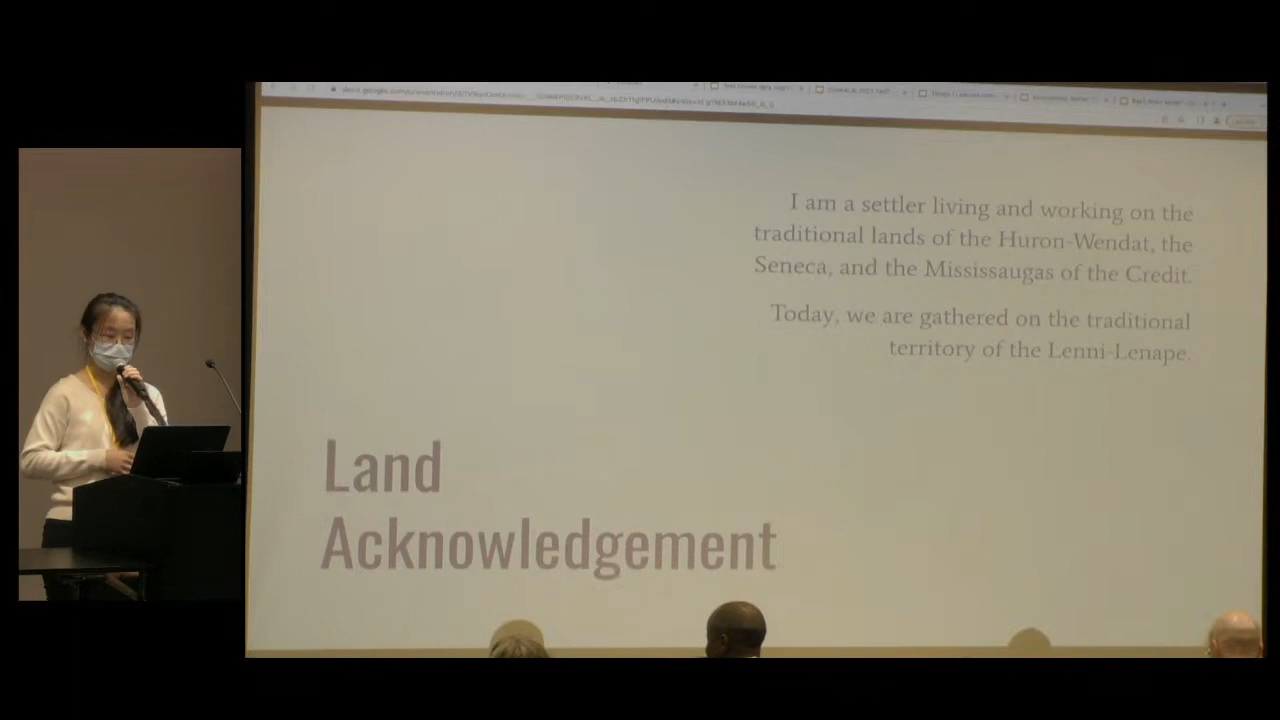 I am a settler living and working on the
traditional lands of the Huron-Wendat, the
Seneca, and the Mississaugas of the Credit.
Today, we are gathered on the traditional
territory of the Lenni-Lenape.
Land
Acknowledgement